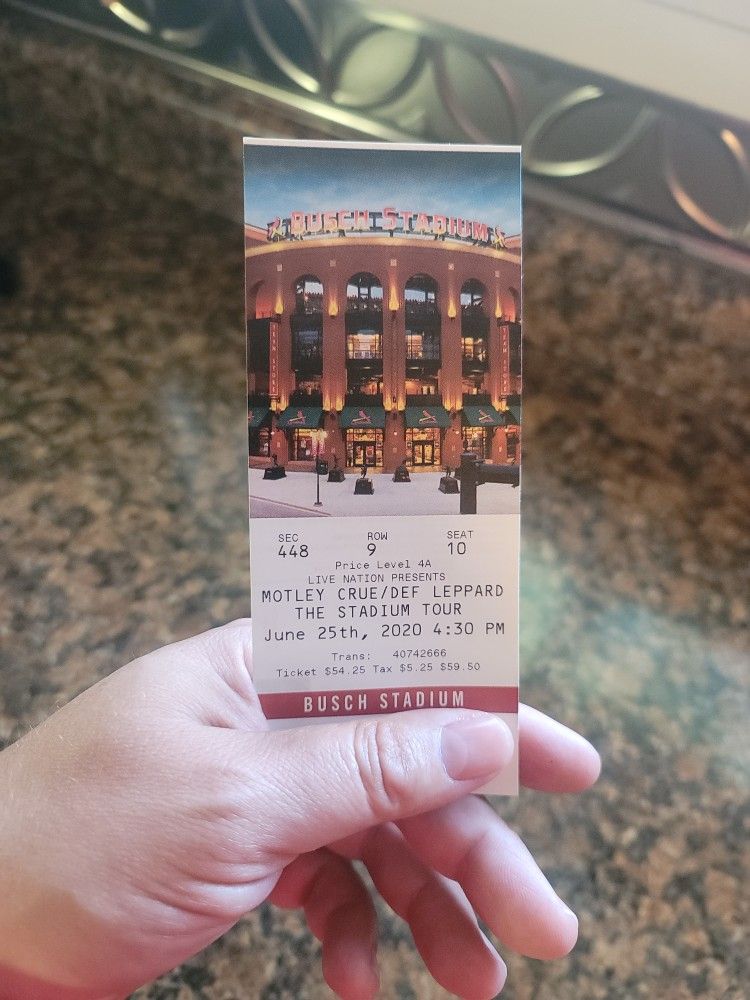 BUSCH STADIUM
SEC ROW SEAT
448 9 10
Price Level 4A
LIVE NATION PRESENTS
MOTLEY CRUE/DEF LEPPARD
THE STADIUM TOUR
June 25th, 2020 4:30 PM
Trans: 40742666
Ticket $54.25 Tax $5.25 $59.50
BUSCH STADIUM